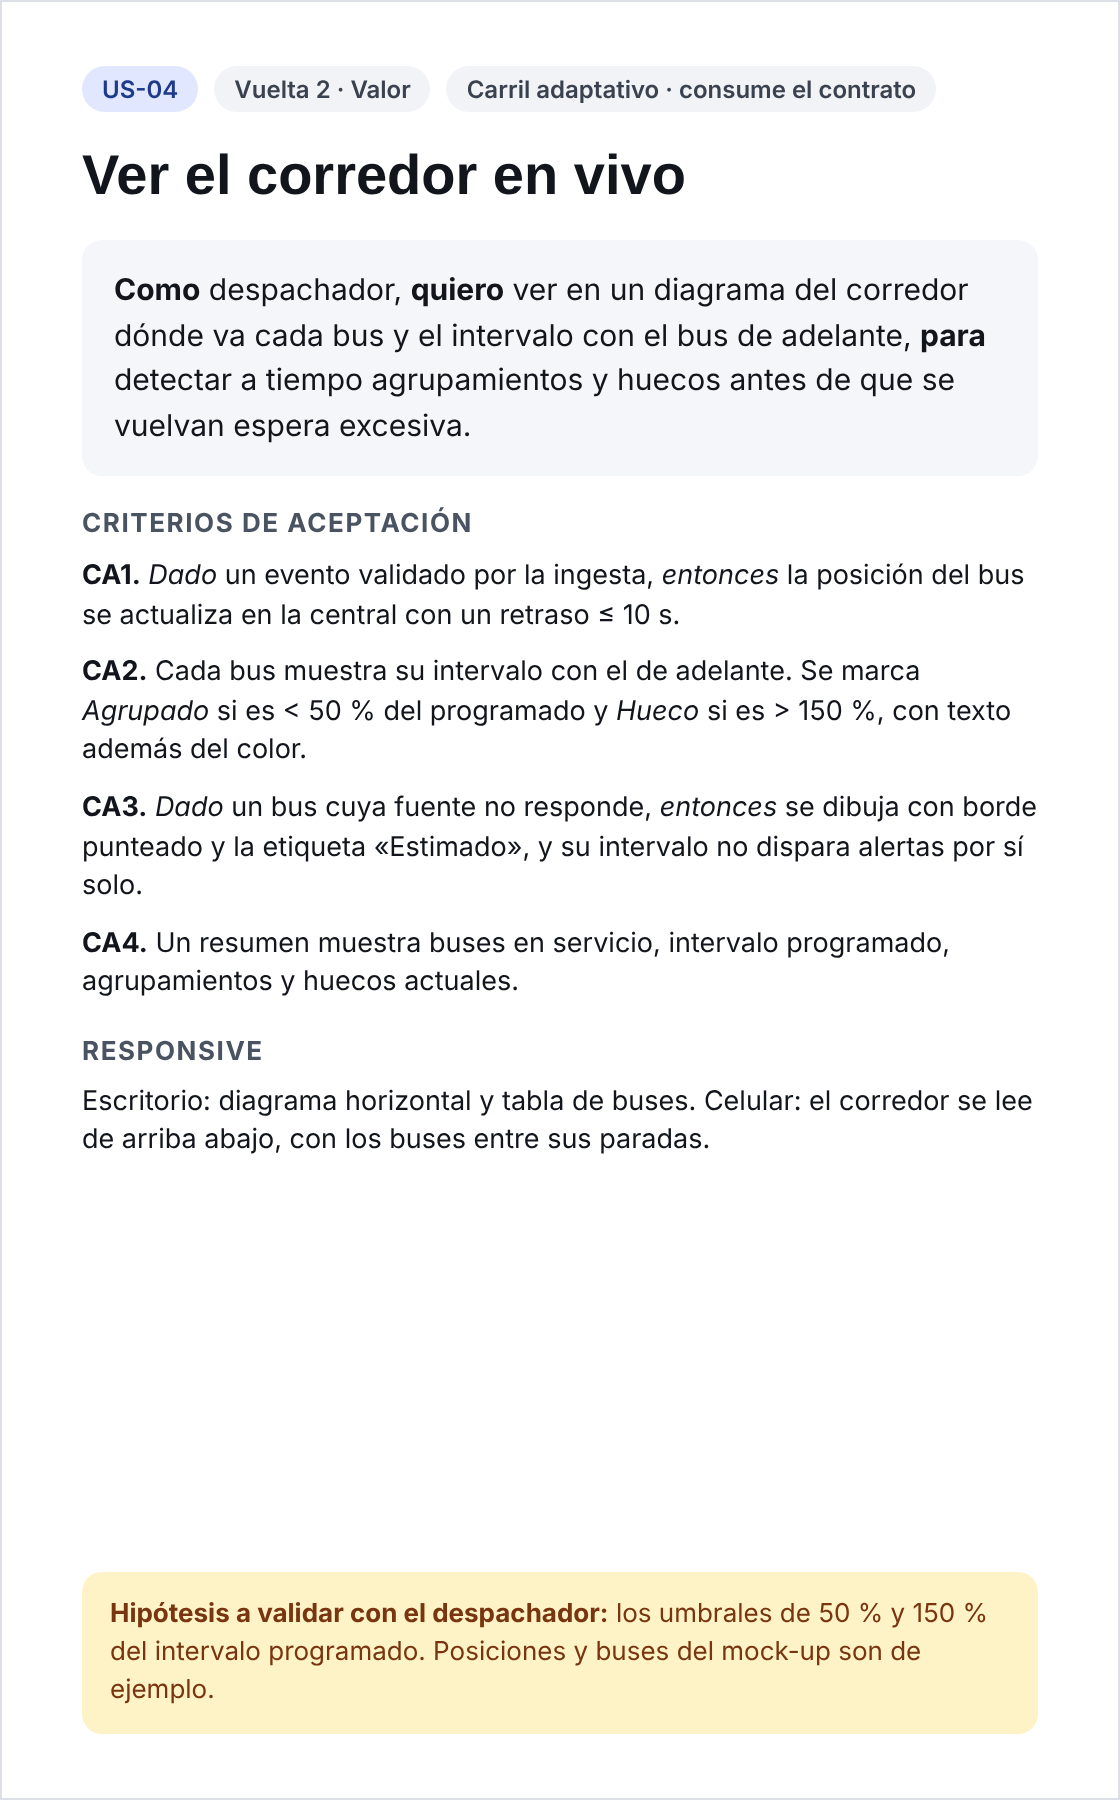 US-04
Vuelta 2 · Valor
Carril adaptativo · consume el contrato
Ver el corredor en vivo
Como despachador, quiero ver en un diagrama del corredor
dónde va cada bus y el intervalo con el bus de adelante, para
detectar a tiempo agrupamientos y huecos antes de que se
vuelvan espera excesiva.
CRITERIOS DE ACEPTACIÓN
CA1. Dado un evento validado por la ingesta, entonces la posición del bus
se actualiza en la central con un retraso ≤ 10 s.
CA2. Cada bus muestra su intervalo con el de adelante. Se marca
Agrupado si es < 50 % del programado y Hueco si es > 150 %, con texto
además del color.
CA3. Dado un bus cuya fuente no responde, entonces se dibuja con borde
punteado y la etiqueta «Estimado», y su intervalo no dispara alertas por sí
solo.
CA4. Un resumen muestra buses en servicio, intervalo programado,
agrupamientos y huecos actuales.
RESPONSIVE
Escritorio: diagrama horizontal y tabla de buses. Celular: el corredor se lee
de arriba abajo, con los buses entre sus paradas.
Hipótesis a validar con el despachador: los umbrales de 50 % y 150 %
del intervalo programado. Posiciones y buses del mock-up son de
ejemplo.